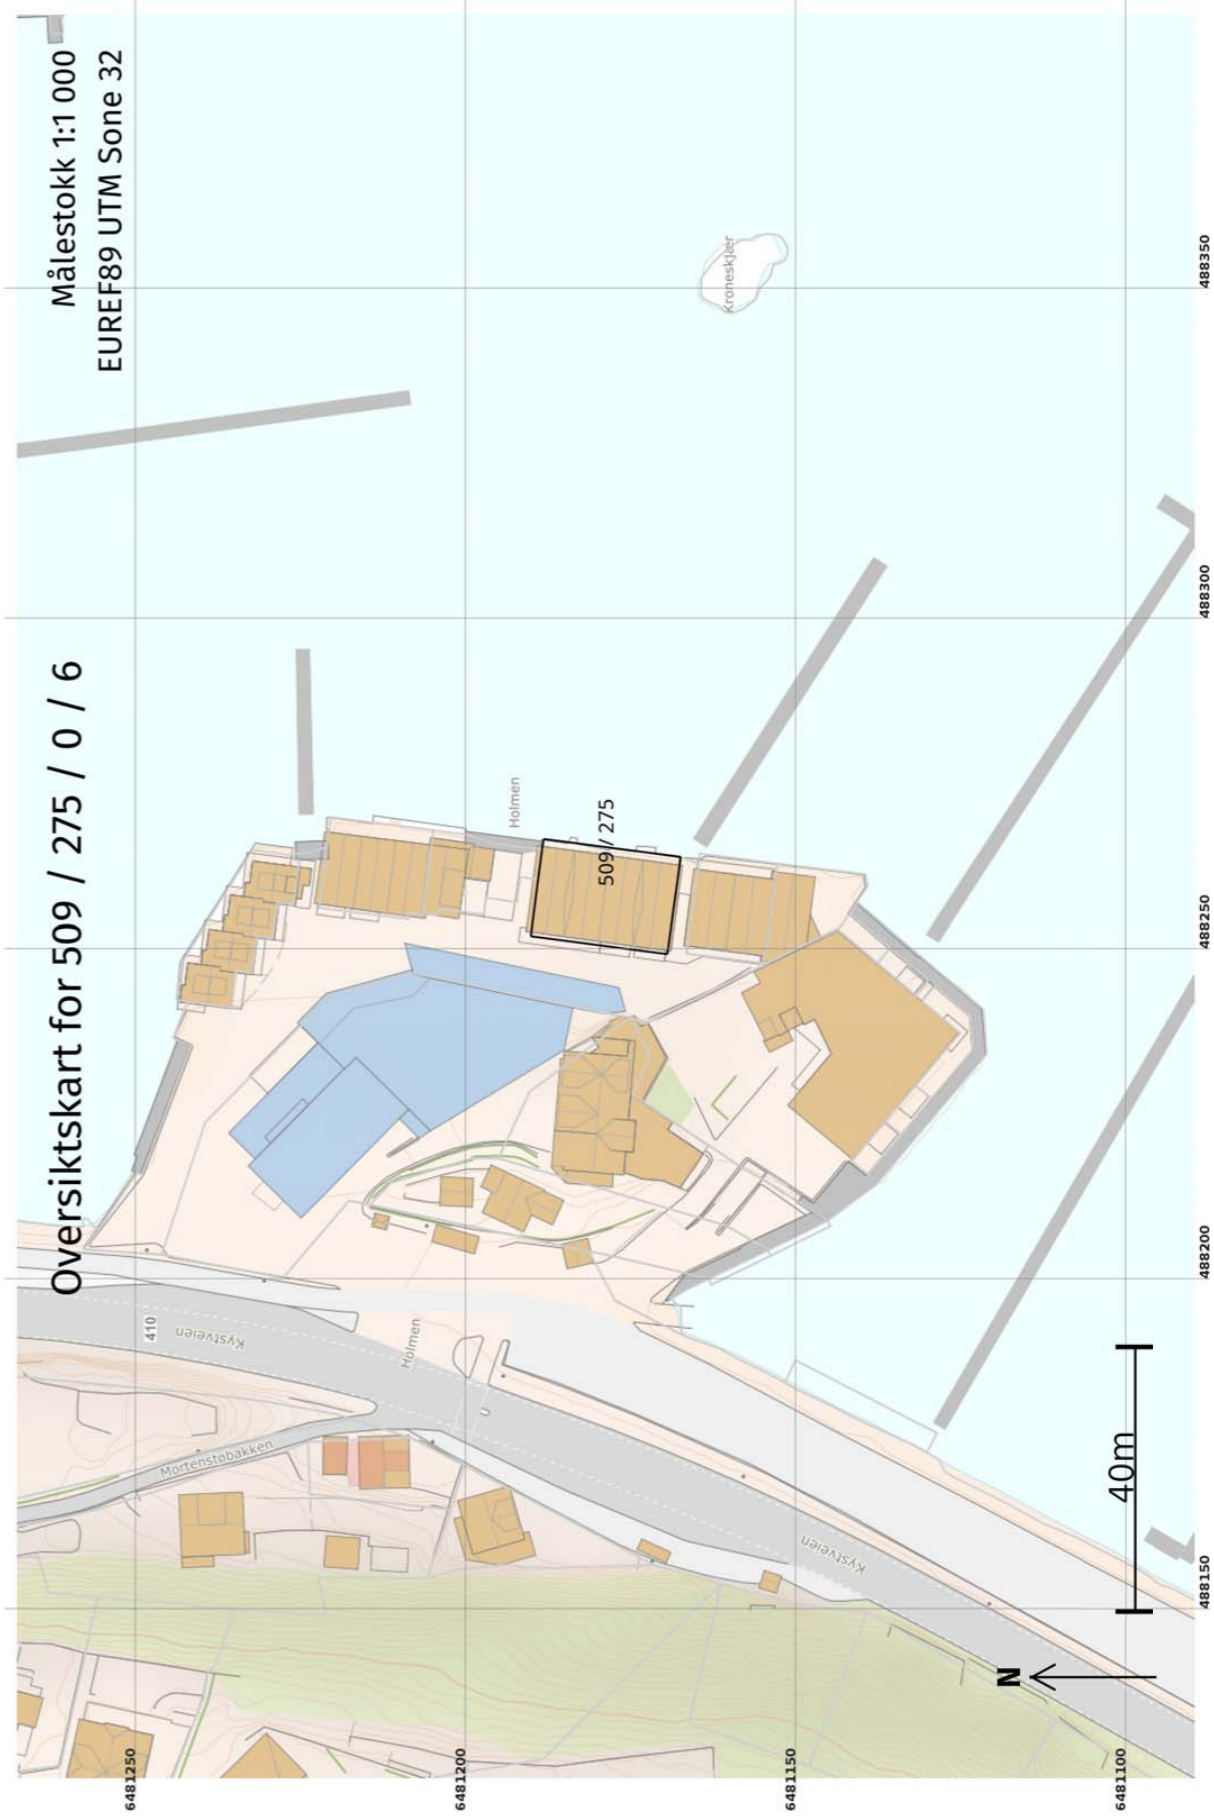 Oversiktskart for 509 / 275 / 0 / 6
Målestokk 1:1 000
EUREF89 UTM Sone 32
6481250
410
Kystveien
Mortenstøbakken
Holmen
6481200
Holmen
509 / 275
Kroneskjær
6481150
Kystveien
N
40m
6481100
488150
488200
488250
488300
488350